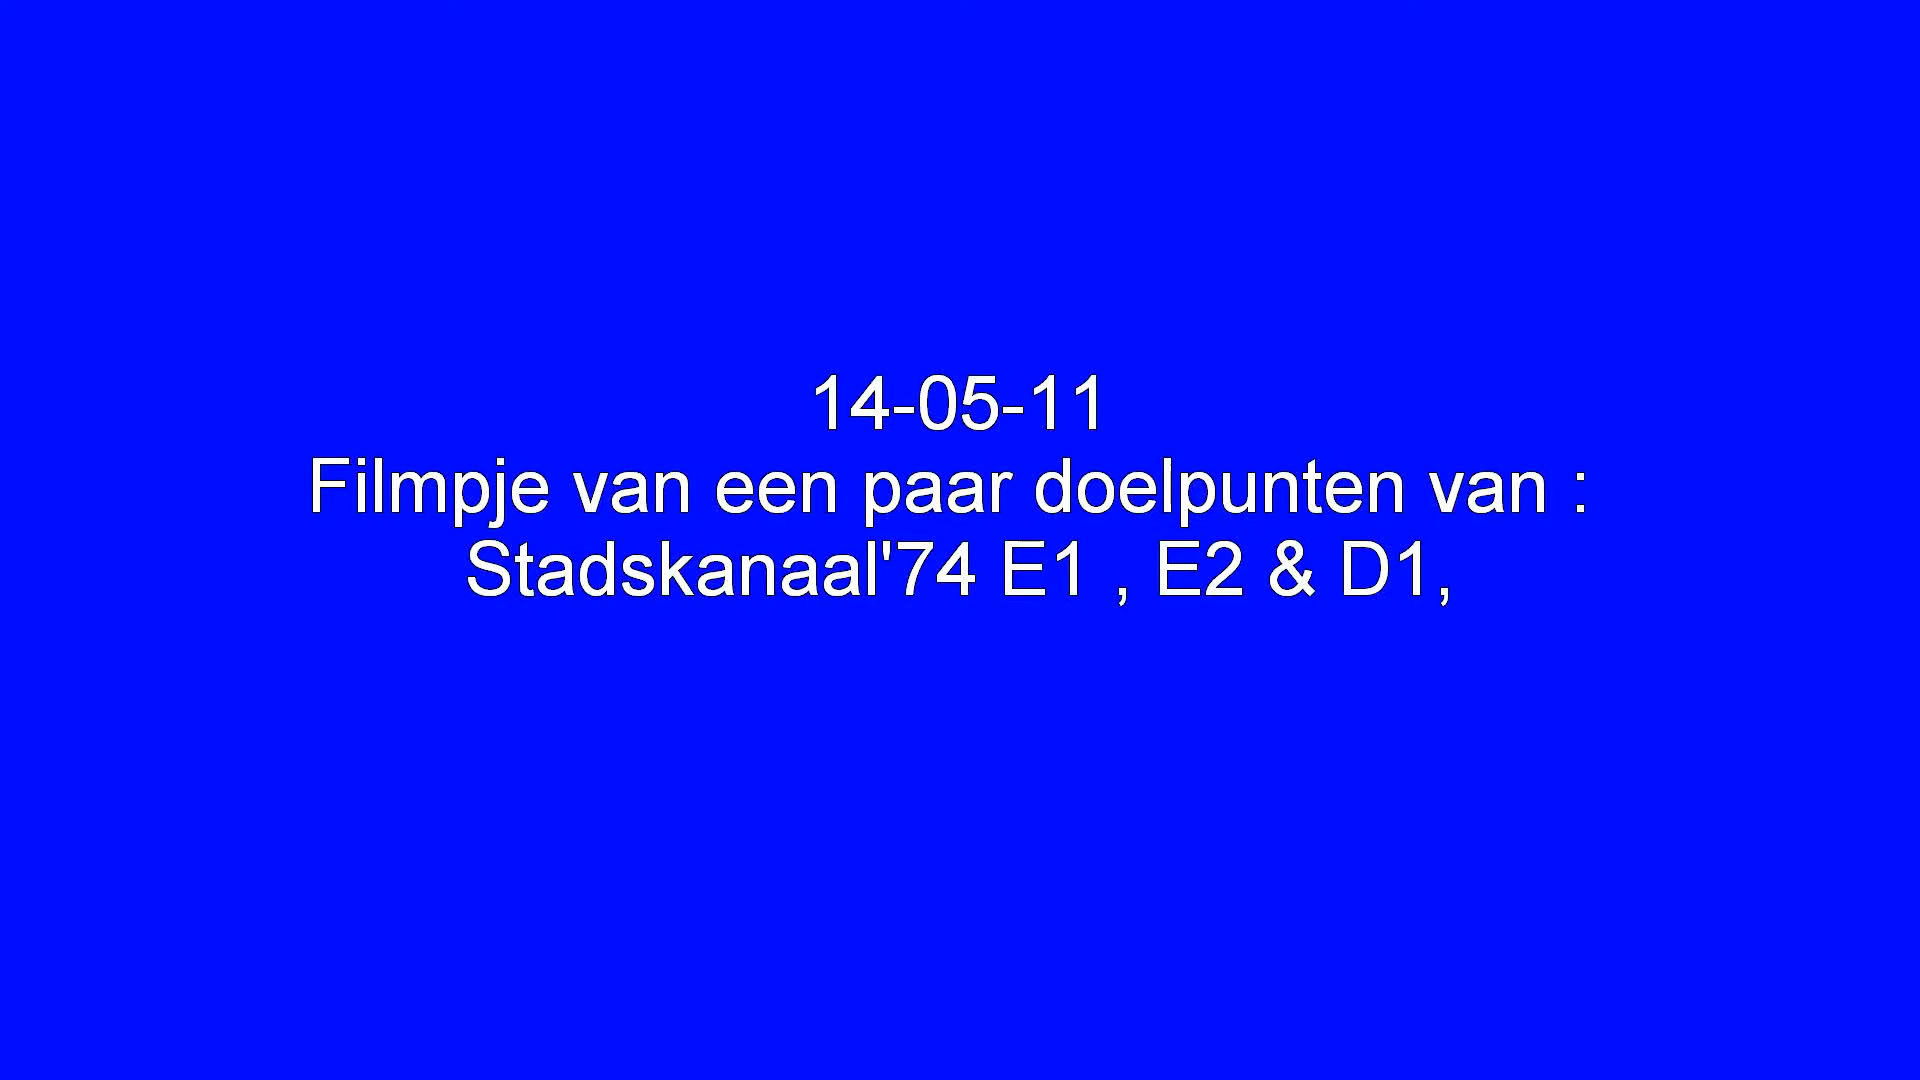 14-05-11
Filmpje van een paar doelpunten van :
Stadskanaal'74 E1 , E2 & D1,